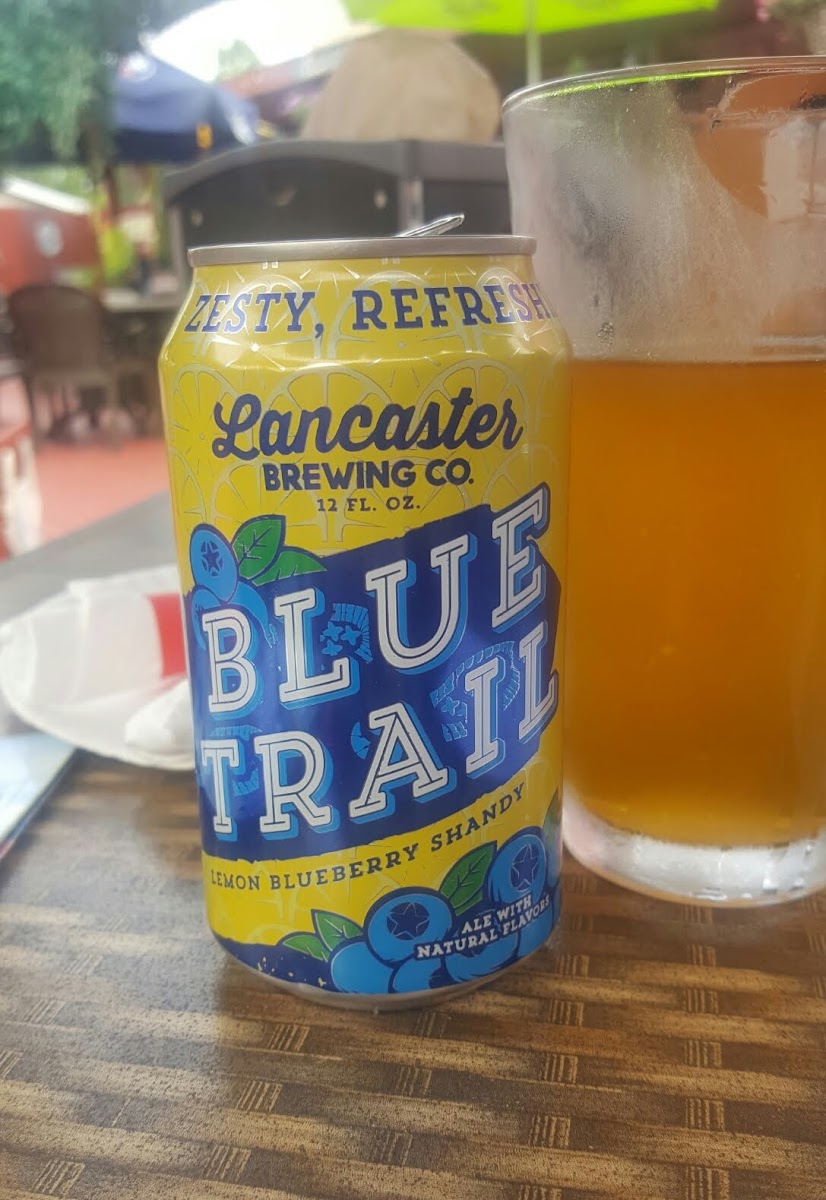 ZESTY, REFRESH
Lancaster
BREWING CO.
12 FL. OZ.
BLUE
TRAIL
LEMON BLUEBERRY SHANDY
ALE WITH
NATURAL FLAVORS